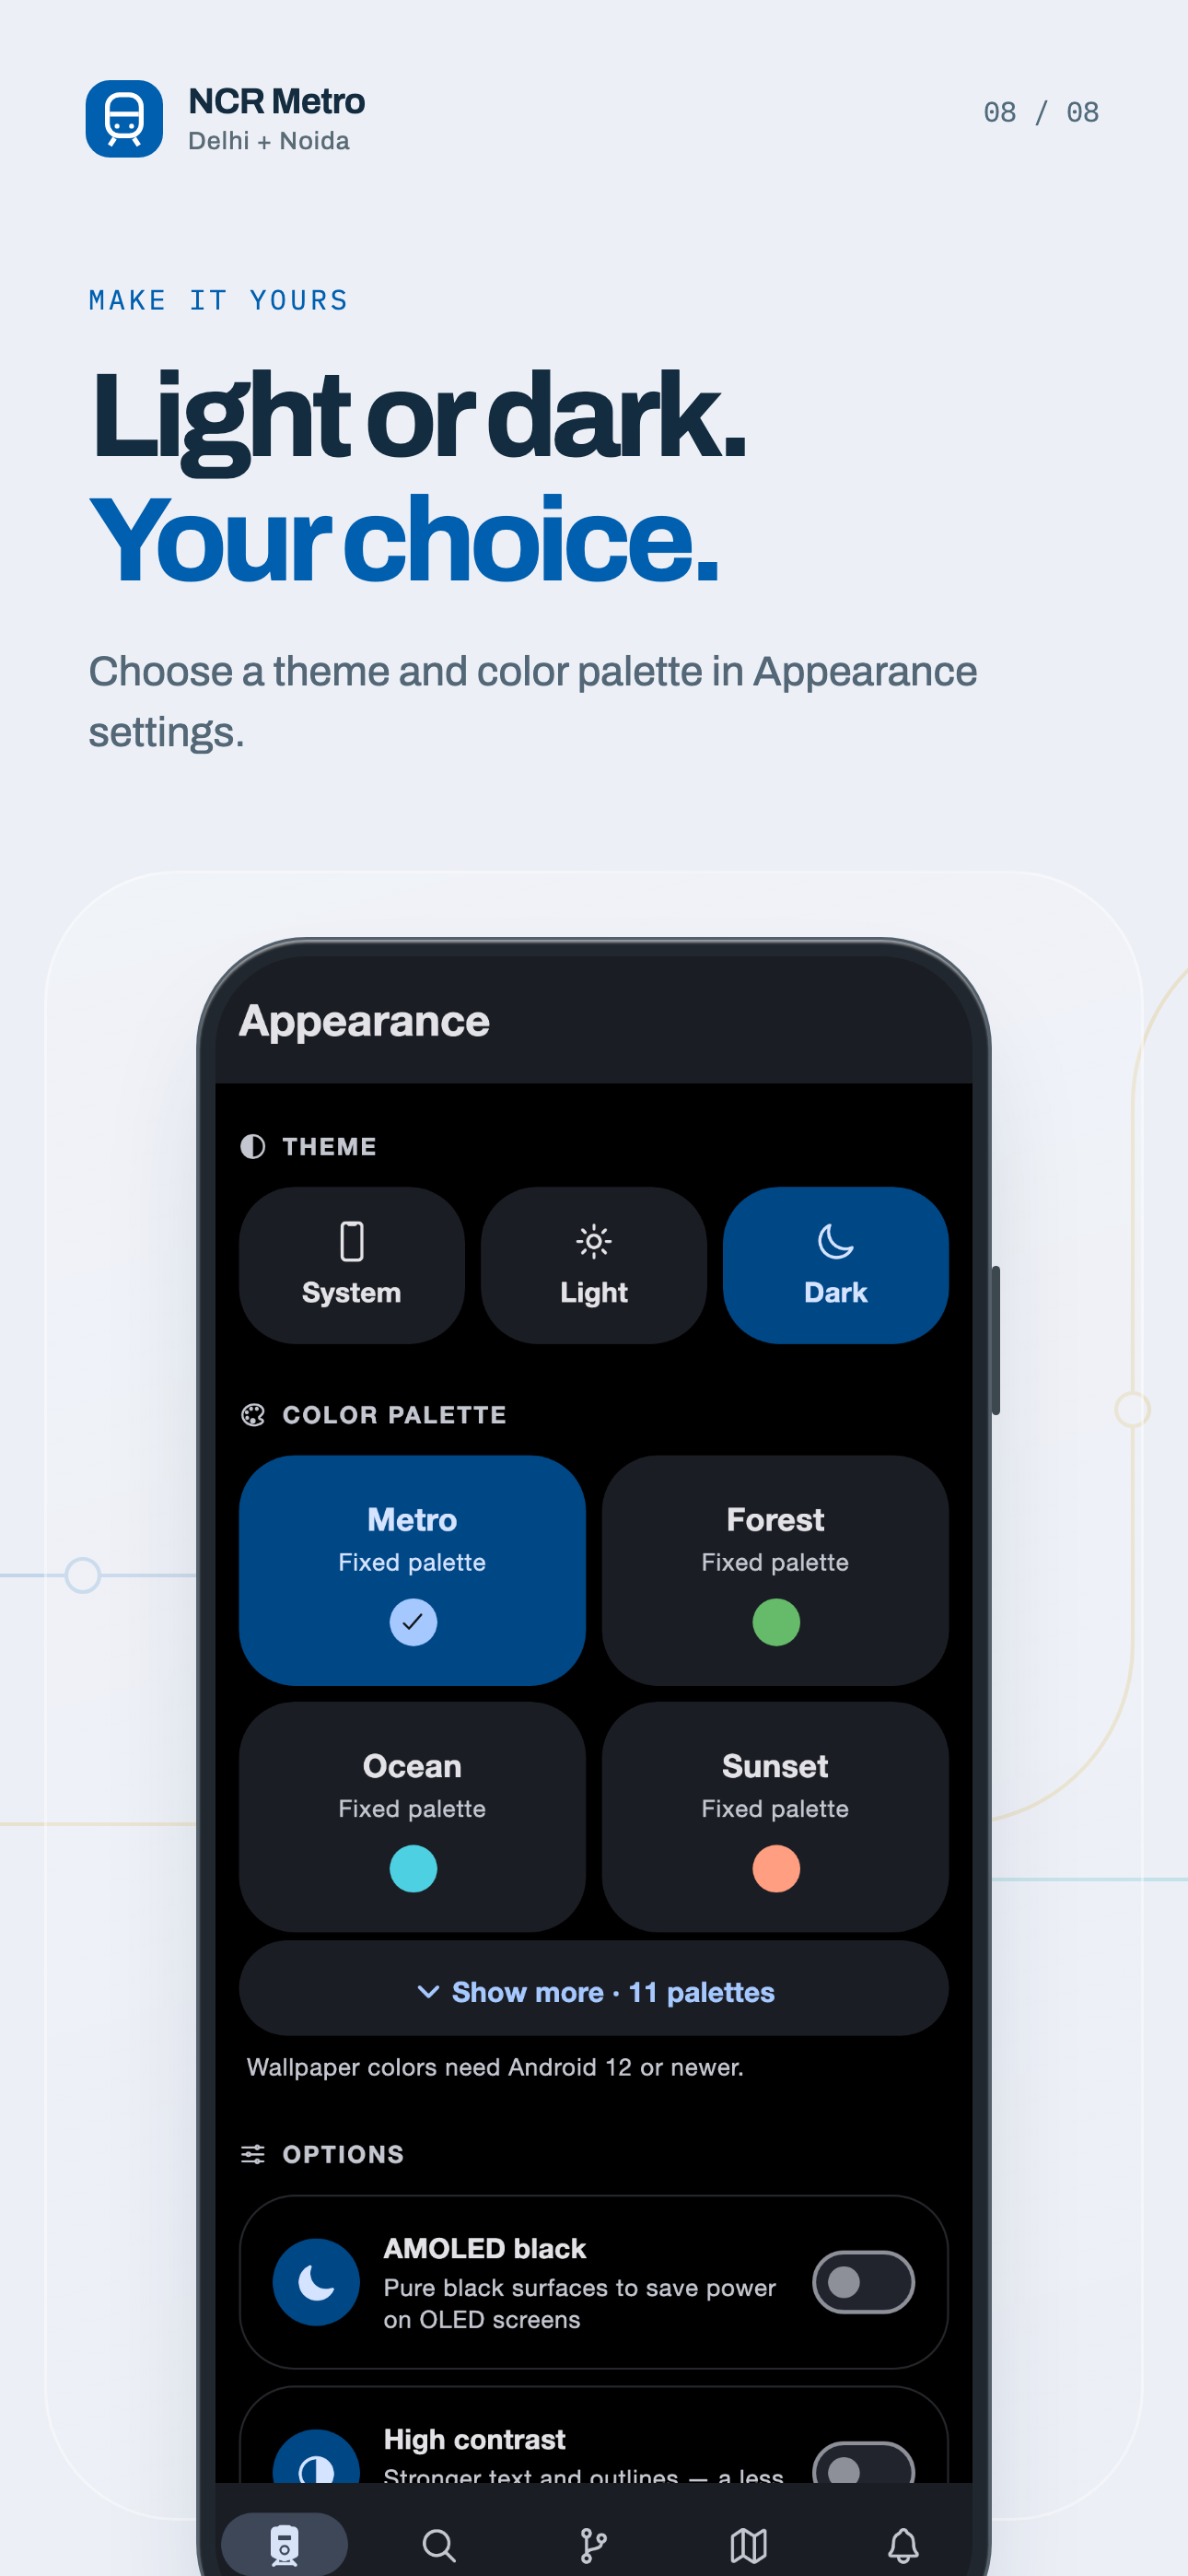 NCR Metro
Delhi + Noida
08 / 08
MAKE IT YOURS
Light or dark.
Your choice.
Choose a theme and color palette in Appearance
settings.
Appearance
THEME
System
Light
Dark
COLOR PALETTE
Metro
Fixed palette
Forest
Fixed palette
Ocean
Fixed palette
Sunset
Fixed palette
Show more · 11 palettes
Wallpaper colors need Android 12 or newer.
OPTIONS
AMOLED black
Pure black surfaces to save power
on OLED screens
High contrast
Stronger text and outlines — a less